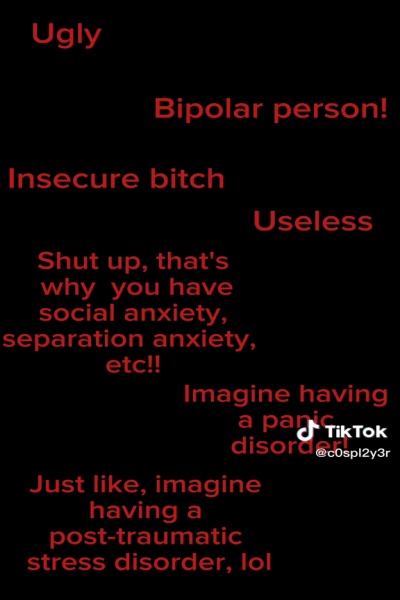 Ugly
Bipolar person!
Insecure bitch
Useless
Shut up, that's
why you have
social anxiety,
separation anxiety,
etc!!
Imagine having
a panic
disorder!
TikTok
@c0spl2y3r
Just like, imagine
having a
post-traumatic
stress disorder, lol